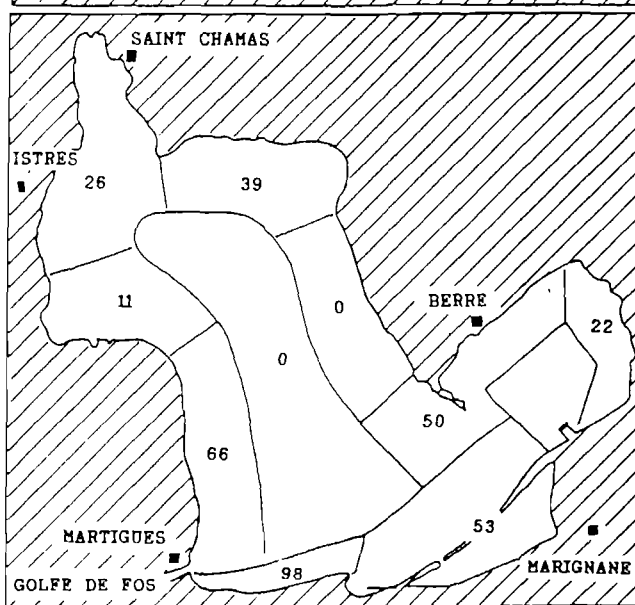 SAINT CHAMAS
ISTRES
26
39
11
0
BERRE
22
0
50
66
53
MARTIGUES
98
MARIGNANE
GOLFE DE FOS